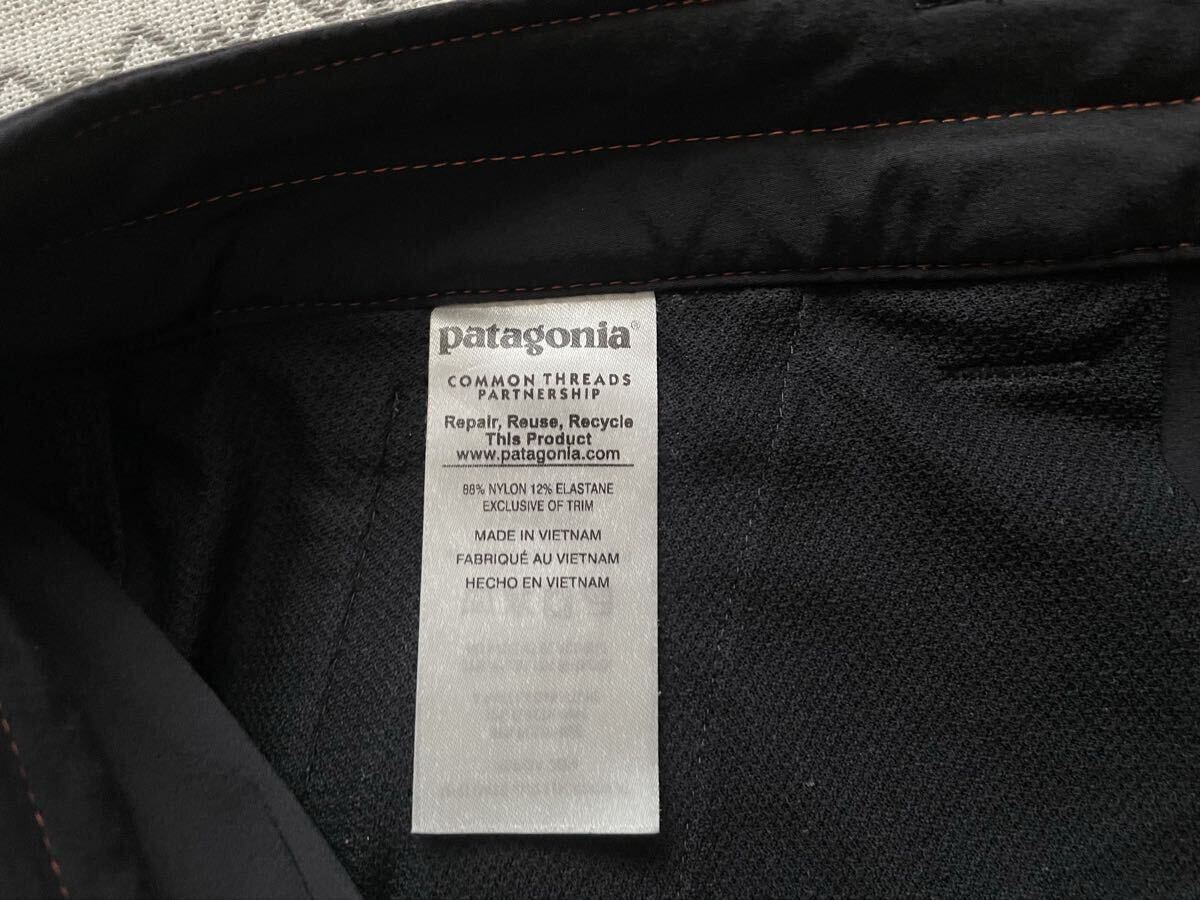 patagonia®
COMMON THREADS
PARTNERSHIP
Repair, Reuse, Recycle
This Product
www.patagonia.com
88% NYLON 12% ELASTANE
EXCLUSIVE OF TRIM
MADE IN VIETNAM
FABRIQUÉ AU VIETNAM
HECHO EN VIETNAM